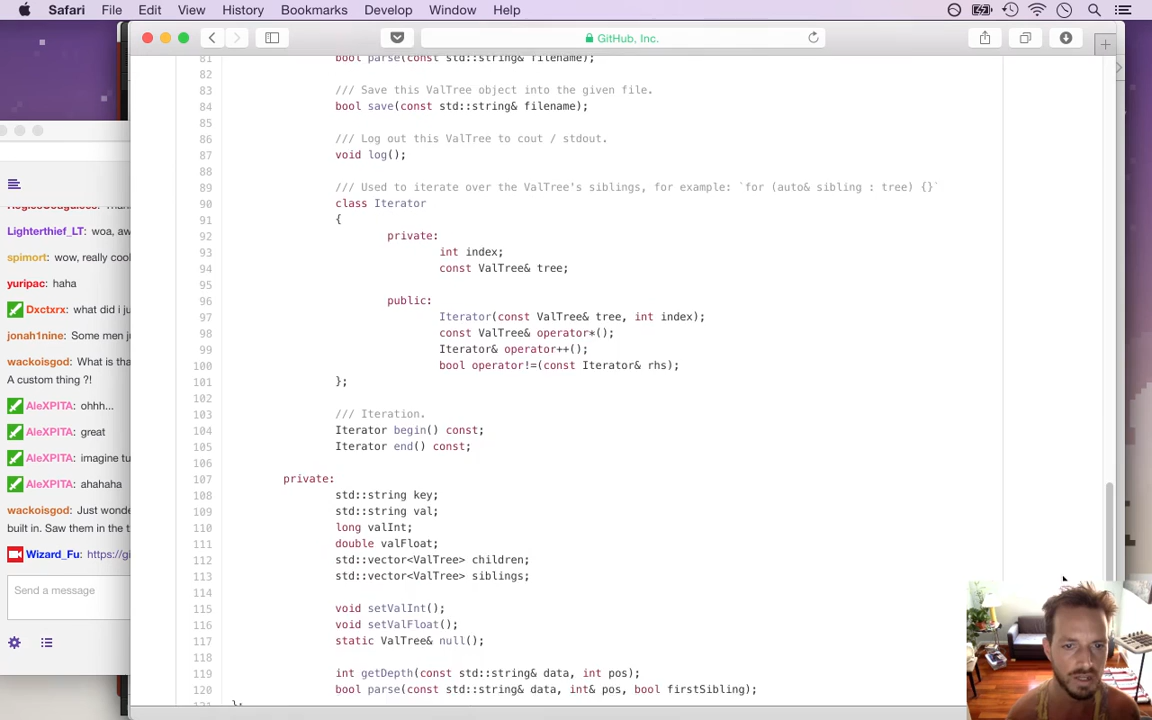 Safari File Edit View History Bookmarks Develop Window Help
GitHub, Inc.
81 bool parse(const std::string& filename);
82
83 /// Save this ValTree object into the given file.
84 bool save(const std::string& filename);
85
86 /// Log out this ValTree to cout / stdout.
87 void log();
88
89 /// Used to iterate over the ValTree's siblings, for example: `for (auto& sibling : tree) {}`
90 class Iterator
91 {
92 private:
93 int index;
94 const ValTree& tree;
95
96 public:
97 Iterator(const ValTree& tree, int index);
98 const ValTree& operator*();
99 Iterator& operator++();
100 bool operator!=(const Iterator& rhs);
101 };
102
103 /// Iteration.
104 Iterator begin() const;
105 Iterator end() const;
106
107 private:
108 std::string key;
109 std::string val;
110 long valInt;
111 double valFloat;
112 std::vector<ValTree> children;
113 std::vector<ValTree> siblings;
114
115 void setValInt();
116 void setValFloat();
117 static ValTree& null();
118
119 int getDepth(const std::string& data, int pos);
120 bool parse(const std::string& data, int& pos, bool firstSibling);
};
Lighterthief_LT: woa, aw
spimort: wow, really coo
yuripac: haha
Dxctxrx: what did i ju
jonah1nine: Some men j
wackoisgod: What is tha
A custom thing ?!
AleXPITA: ohhh...
AleXPITA: great
AleXPITA: imagine tu
AleXPITA: ahahaha
wackoisgod: Just wonde
built in. Saw them in the t
Wizard_Fu: https://gi
Send a message